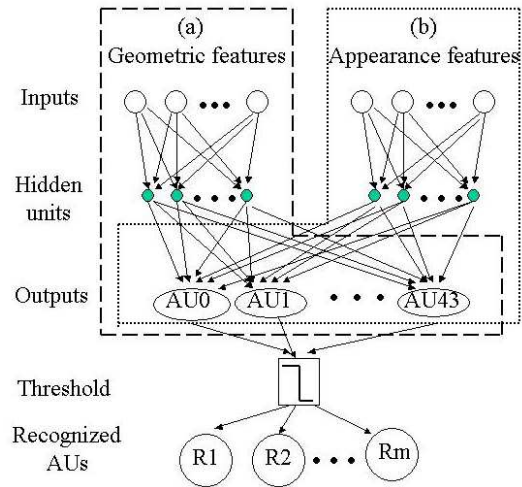 (a)
(b)
Geometric features
Appearance features
Inputs
Hidden
units
Outputs
AU0
AU1
AU43
Threshold
Recognized
AUs
R1
R2
Rm